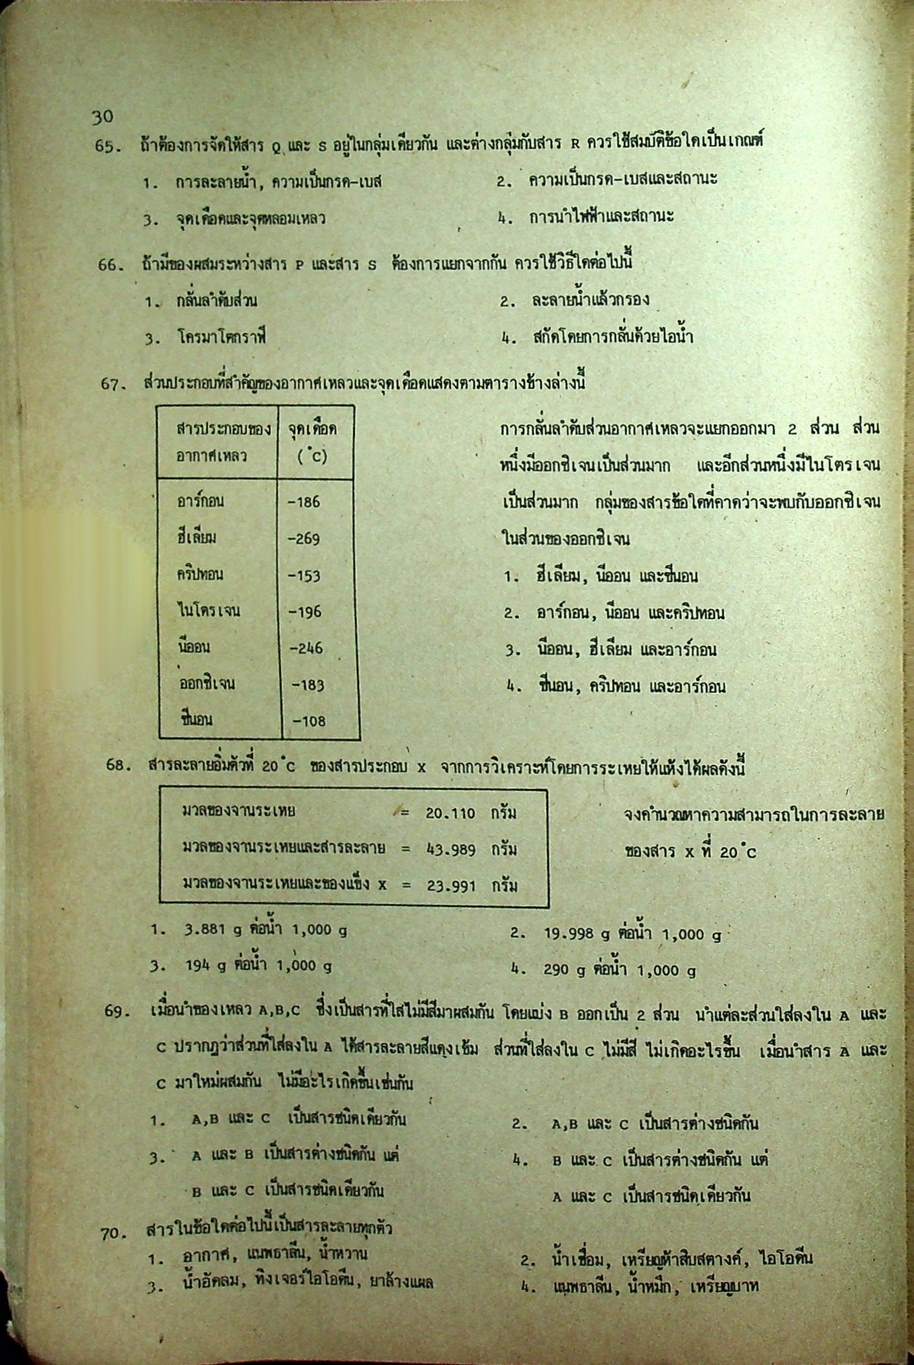 30
65. ถ้าต้องการจัดให้สาร Q และ S อยู่ในกลุ่มเดียวกัน และต่างกลุ่มกับสาร R ควรใช้สมบัติข้อใดเป็นเกณฑ์
1. การละลายน้ำ, ความเป็นกรด-เบส 2. ความเป็นกรด-เบสและสถานะ
3. จุดเดือดและจุดหลอมเหลว 4. การนำไฟฟ้าและสถานะ
66. ถ้ามีของผสมระหว่างสาร P และสาร S ต้องการแยกจากกัน ควรใช้วิธีใดต่อไปนี้
1. กลั่นลำดับส่วน 2. ละลายน้ำแล้วกรอง
3. โครมาโตกราฟี 4. สกัดโดยการกลั่นด้วยไอน้ำ
67. ส่วนประกอบที่สำคัญของอากาศเหลวและจุดเดือดแสดงตามตารางข้างล่างนี้
สารประกอบของ จุดเดือด
อากาศเหลว (°C)
อาร์กอน -186
ฮีเลียม -269
คริปทอน -153
ไนโตรเจน -196
นีออน -246
ออกซิเจน -183
ซีนอน -108
การกลั่นลำดับส่วนอากาศเหลวจะแยกออกมา 2 ส่วน ส่วน
หนึ่งมีออกซิเจนเป็นส่วนมาก และอีกส่วนหนึ่งมีไนโตรเจน
เป็นส่วนมาก กลุ่มของสารข้อใดที่คาดว่าจะพบกับออกซิเจน
ในส่วนของออกซิเจน
1. ฮีเลียม, นีออน และซีนอน
2. อาร์กอน, นีออน และคริปทอน
3. นีออน, ฮีเลียม และอาร์กอน
4. ซีนอน, คริปทอน และอาร์กอน
68. สารละลายอิ่มตัวที่ 20°C ของสารประกอบ X จากการวิเคราะห์โดยการระเหยให้แห้งได้ผลดังนี้
มวลของจานระเหย = 20.110 กรัม
มวลของจานระเหยและสารละลาย = 43.989 กรัม
มวลของจานระเหยและของแข็ง X = 23.991 กรัม
จงคำนวณหาความสามารถในการละลาย
ของสาร X ที่ 20°C
1. 3.881 g ต่อน้ำ 1,000 g 2. 19.998 g ต่อน้ำ 1,000 g
3. 194 g ต่อน้ำ 1,000 g 4. 290 g ต่อน้ำ 1,000 g
69. เมื่อนำของเหลว A,B,C ซึ่งเป็นสารที่ใสไม่มีสีมาผสมกัน โดยแบ่ง B ออกเป็น 2 ส่วน นำแต่ละส่วนใส่ลงใน A และ
C ปรากฏว่าส่วนที่ใส่ลงใน A ได้สารละลายสีแดงเข้ม ส่วนที่ใส่ลงใน C ไม่มีสี ไม่เกิดอะไรขึ้น เมื่อนำสาร A และ
C มาใหม่ผสมกัน ไม่มีอะไรเกิดขึ้นเช่นกัน
1. A,B และ C เป็นสารชนิดเดียวกัน 2. A,B และ C เป็นสารต่างชนิดกัน
3. A และ B เป็นสารต่างชนิดกัน แต่ 4. B และ C เป็นสารต่างชนิดกัน แต่
B และ C เป็นสารชนิดเดียวกัน A และ C เป็นสารชนิดเดียวกัน
70. สารในข้อใดต่อไปนี้เป็นสารละลายทุกตัว
1. อากาศ, แนพธาลีน, น้ำหวาน 2. น้ำเชื่อม, เหรียญห้าสิบสตางค์, ไอโอดีน
3. น้ำอัดลม, ทิงเจอร์ไอโอดีน, ยาล้างแผล 4. แนพธาลีน, น้ำหมึก, เหรียญบาท